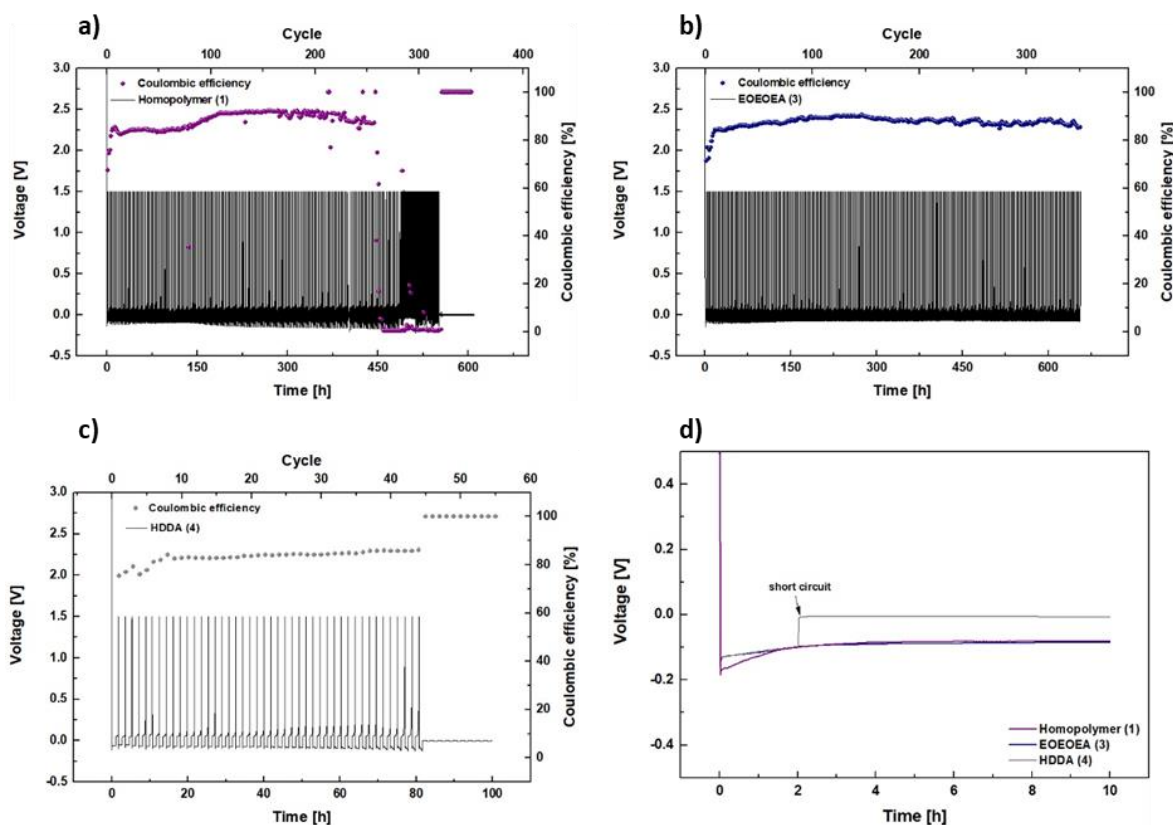 a)
Cycle
0 100 200 300 400
3.0
2.5
2.0
1.5
1.0
0.5
0.0
-0.5
Voltage [V]
Coulombic efficiency
Homopolymer (1)
100
80
60
40
20
0
Coulombic efficiency [%]
0 150 300 450 600
Time [h]
b)
Cycle
0 100 200 300
3.0
2.5
2.0
1.5
1.0
0.5
0.0
-0.5
Voltage [V]
Coulombic efficiency
EOEOEA (3)
100
80
60
40
20
0
Coulombic efficiency [%]
0 150 300 450 600
Time [h]
c)
Cycle
0 10 20 30 40 50 60
3.0
2.5
2.0
1.5
1.0
0.5
0.0
-0.5
Voltage [V]
Coulombic efficiency
HDDA (4)
100
80
60
40
20
0
Coulombic efficiency [%]
0 20 40 60 80 100
Time [h]
d)
0.4
0.2
0.0
-0.2
-0.4
Voltage [V]
short circuit
Homopolymer (1)
EOEOEA (3)
HDDA (4)
0 2 4 6 8 10
Time [h]